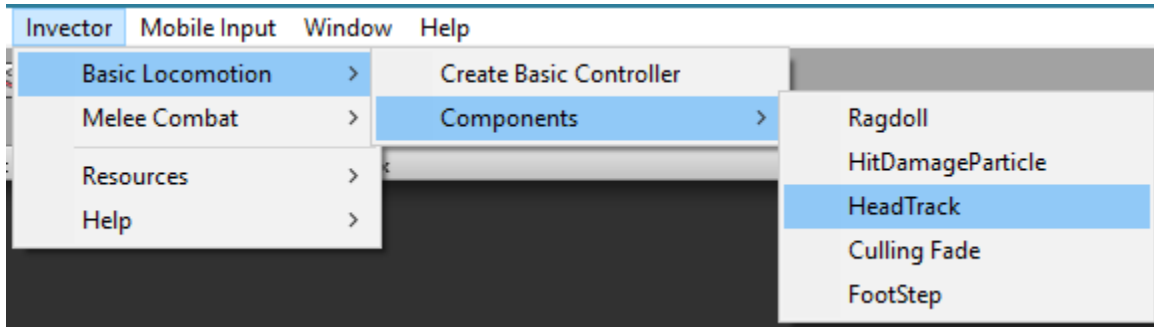 Invector Mobile Input Window Help
Basic Locomotion >
Melee Combat >
Resources >
Help >
Create Basic Controller
Components >
Ragdoll
HitDamageParticle
HeadTrack
Culling Fade
FootStep